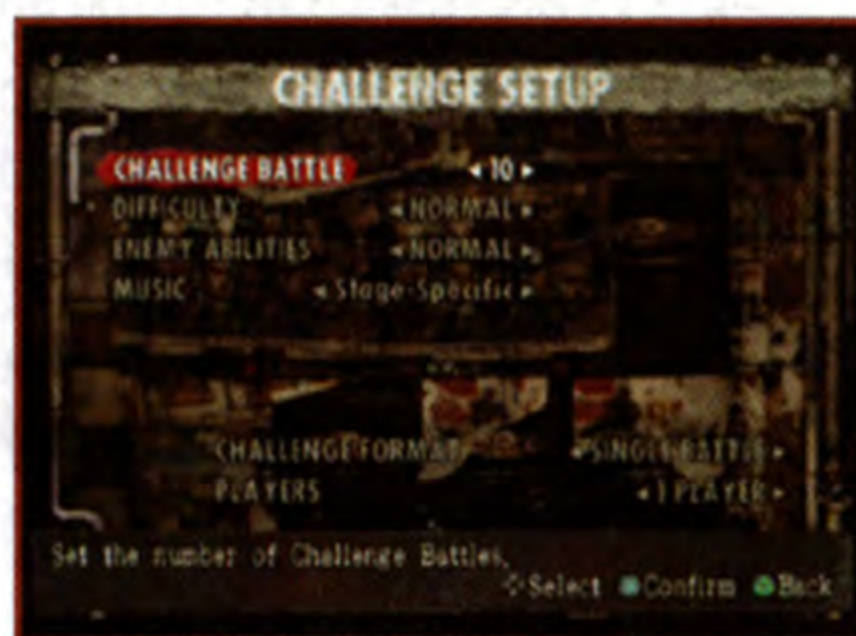 CHALLENGE SETUP
CHALLENGE BATTLE ◂ 10 ▸
DIFFICULTY ◂ NORMAL ▸
ENEMY ABILITIES ◂ NORMAL ▸
MUSIC ◂ Stage-Specific ▸
CHALLENGE FORMAT ◂ SINGLE BATTLE ▸
PLAYERS ◂ 1 PLAYER ▸
Set the number of Challenge Battles.
Select Confirm Back